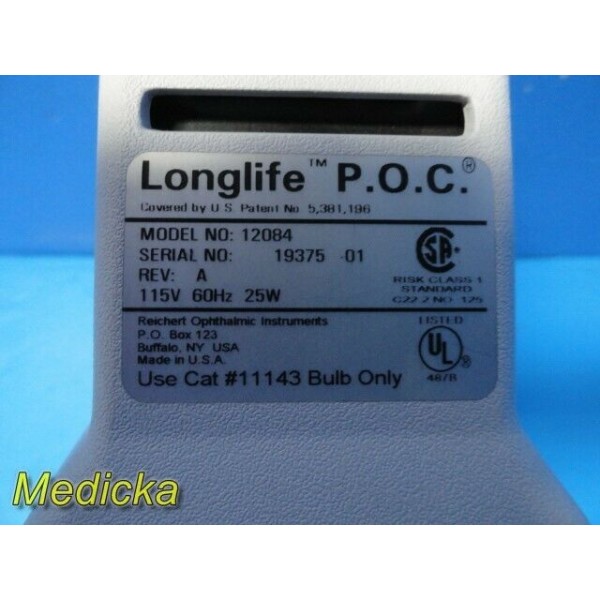 Longlife™ P.O.C.®
Covered by U.S. Patent No. 5,381,196
MODEL NO: 12084
SERIAL NO: 19375 -01
REV: A
115V 60Hz 25W
SA
RISK CLASS 1
STANDARD
C22.2 NO. 125
Reichert Ophthalmic Instruments
P.O. Box 123
Buffalo, NY USA
Made in U.S.A.
LISTED
UL®
467B
Use Cat #11143 Bulb Only
Medicka